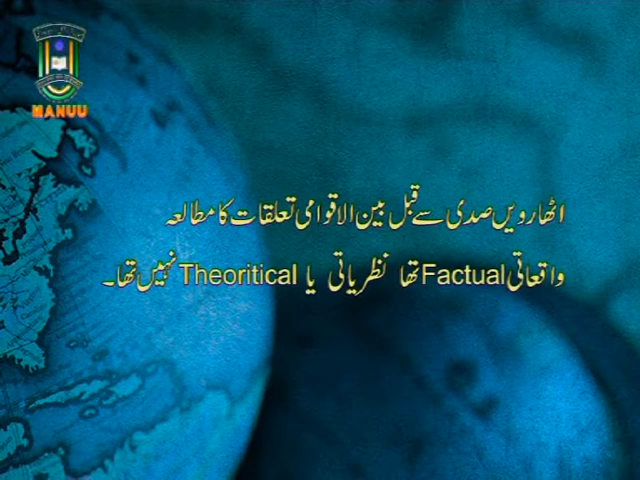 MANUU
اٹھارویں صدی سے قبل بین الاقوامی تعلقات کا مطالعہ
واقعاتی Factual تھا نظریاتی یا Theoritical نہیں تھا۔